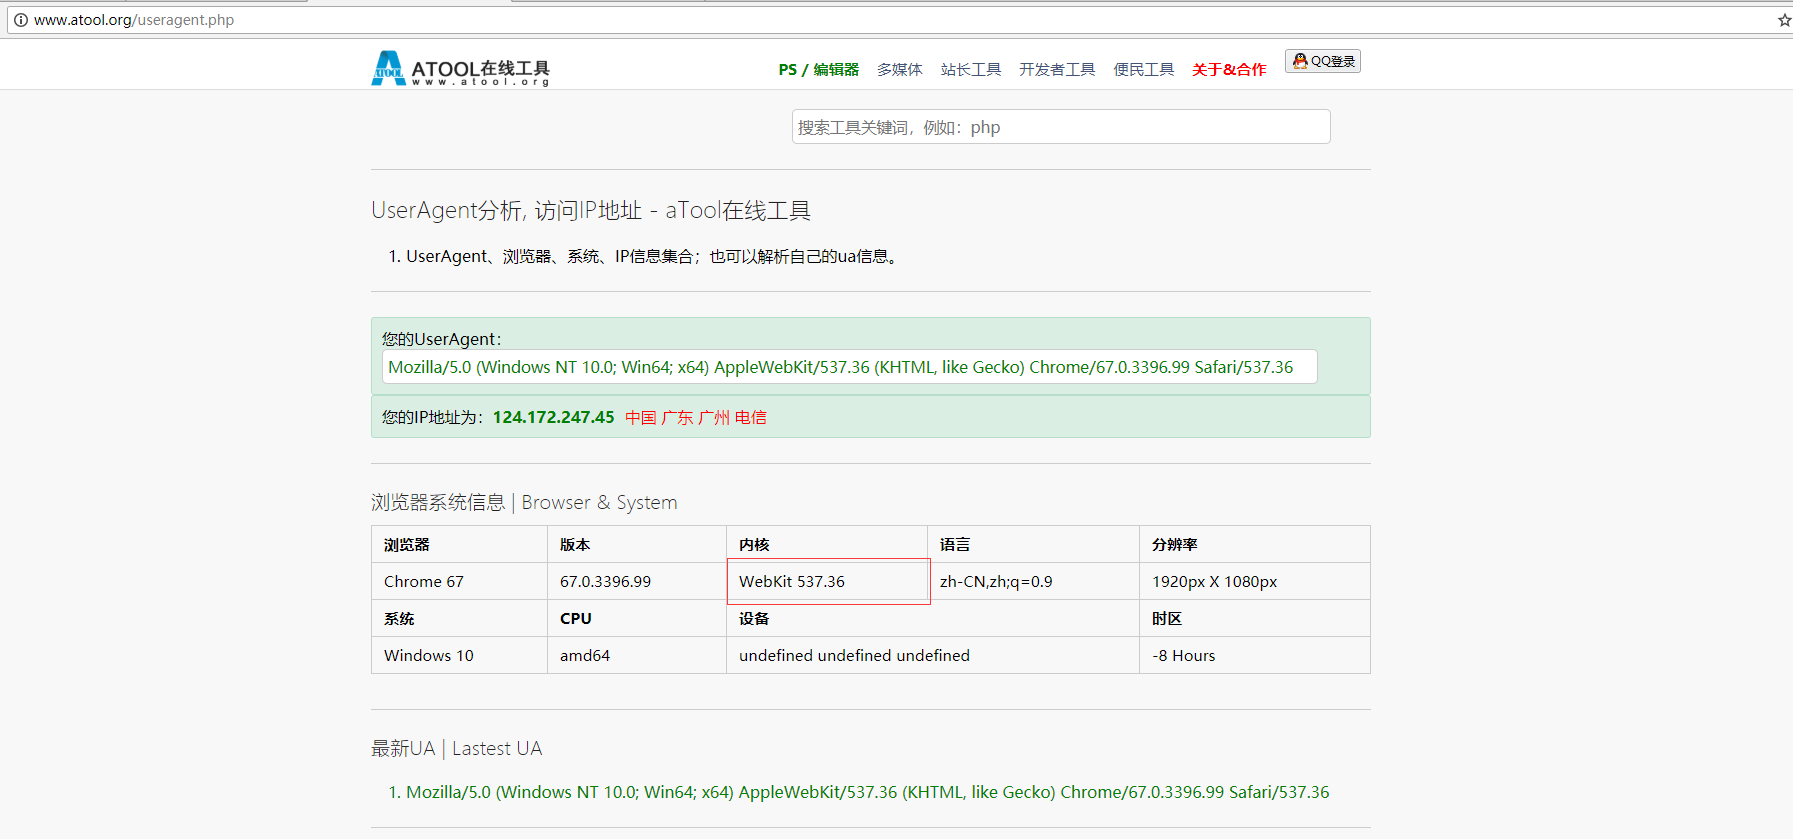 www.atool.org/useragent.php
ATOOL
ATOOL在线工具
www.atool.org
PS / 编辑器 多媒体 站长工具 开发者工具 便民工具 关于&合作 QQ登录
搜索工具关键词，例如：php
UserAgent分析, 访问IP地址 - aTool在线工具
1. UserAgent、浏览器、系统、IP信息集合；也可以解析自己的ua信息。
您的UserAgent：
Mozilla/5.0 (Windows NT 10.0; Win64; x64) AppleWebKit/537.36 (KHTML, like Gecko) Chrome/67.0.3396.99 Safari/537.36
您的IP地址为：124.172.247.45 中国 广东 广州 电信
浏览器系统信息 | Browser & System
浏览器 版本 内核 语言 分辨率
Chrome 67 67.0.3396.99 WebKit 537.36 zh-CN,zh;q=0.9 1920px X 1080px
系统 CPU 设备 时区
Windows 10 amd64 undefined undefined undefined -8 Hours
最新UA | Lastest UA
1. Mozilla/5.0 (Windows NT 10.0; Win64; x64) AppleWebKit/537.36 (KHTML, like Gecko) Chrome/67.0.3396.99 Safari/537.36